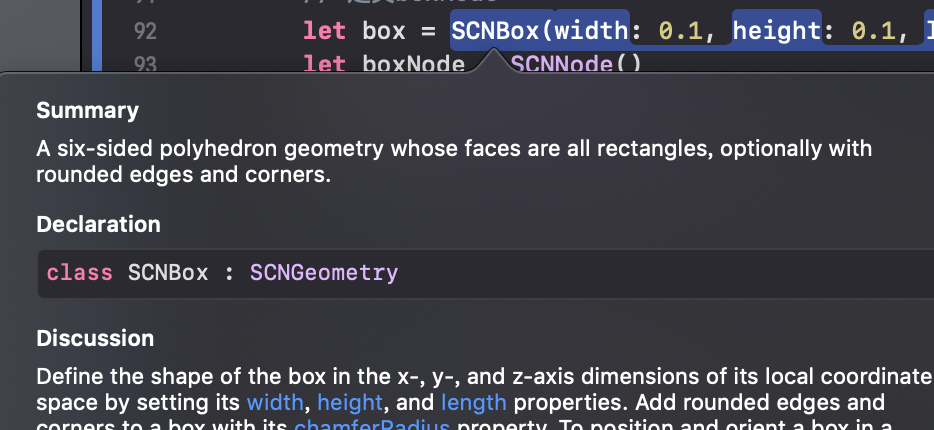 92 let box = SCNBox(width: 0.1, height: 0.1,
93 let boxNode SCNNode()
Summary
A six-sided polyhedron geometry whose faces are all rectangles, optionally with
rounded edges and corners.
Declaration
class SCNBox : SCNGeometry
Discussion
Define the shape of the box in the x-, y-, and z-axis dimensions of its local coordinate
space by setting its width, height, and length properties. Add rounded edges and
corners to a box with its chamferRadius property. To position and orient a box in a